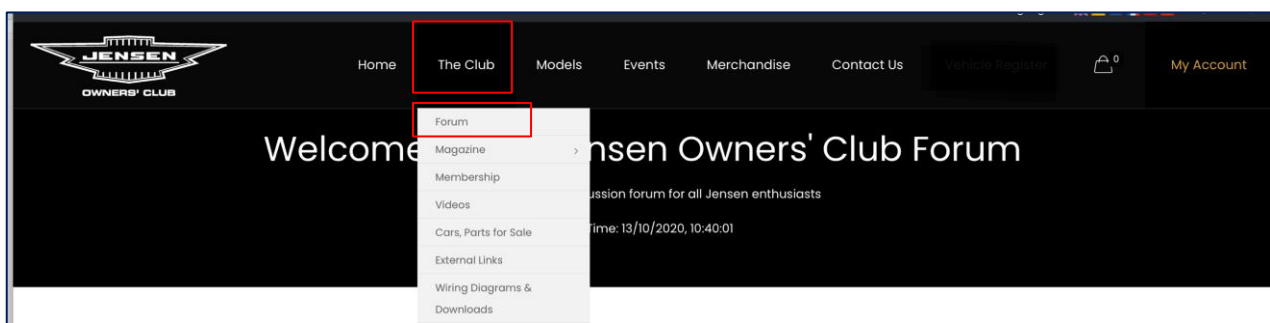 JENSEN
OWNERS' CLUB
Home The Club Models Events Merchandise Contact Us Vehicle Register 0 My Account
Forum
Magazine
Membership
Videos
Cars, Parts for Sale
External Links
Wiring Diagrams &
Downloads
Welcome nsen Owners' Club Forum
ussion forum for all Jensen enthusiasts
Time: 13/10/2020, 10:40:01